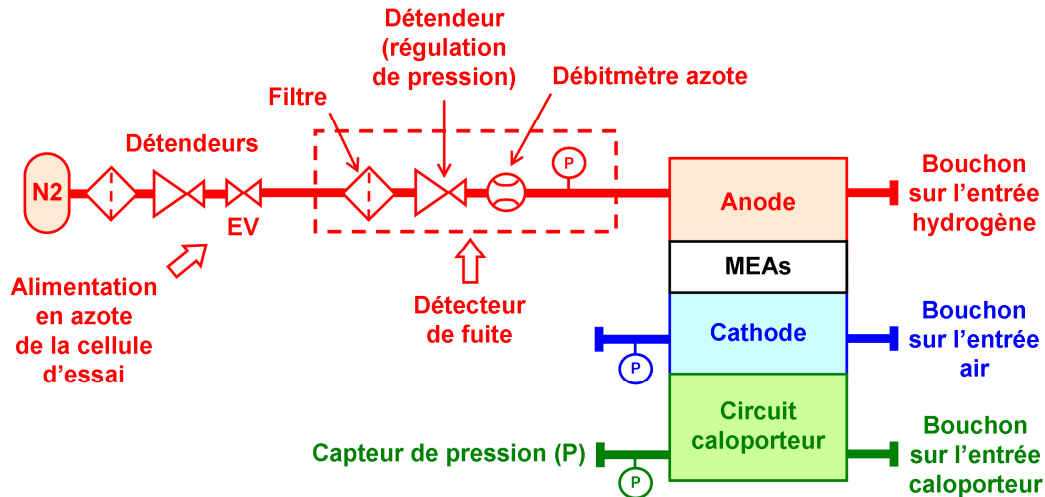 Détendeur
(régulation
de pression)
Débitmètre azote
Filtre
Détendeurs
N2
EV
P
Anode
Bouchon
sur l'entrée
hydrogène
MEAs
Alimentation
en azote
de la cellule
d'essai
Détecteur
de fuite
Cathode
P
Bouchon
sur l'entrée
air
Circuit
caloporteur
Capteur de pression (P)
P
Bouchon
sur l'entrée
caloporteur